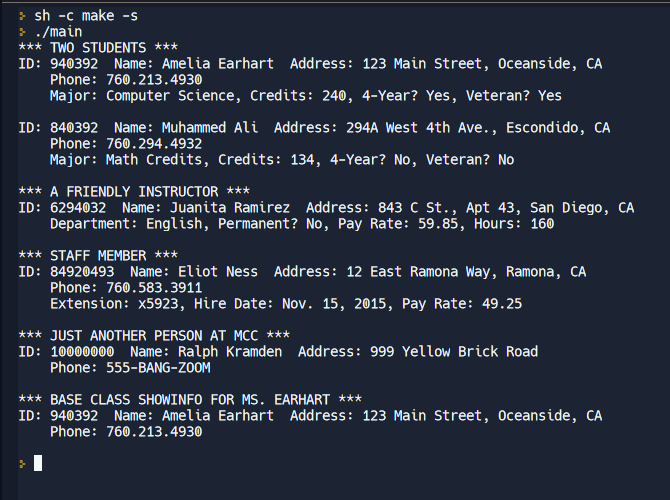 > sh -c make -s
> ./main
*** TWO STUDENTS ***
ID: 940392  Name: Amelia Earhart  Address: 123 Main Street, Oceanside, CA
    Phone: 760.213.4930
    Major: Computer Science, Credits: 240, 4-Year? Yes, Veteran? Yes

ID: 840392  Name: Muhammed Ali  Address: 294A West 4th Ave., Escondido, CA
    Phone: 760.294.4932
    Major: Math Credits, Credits: 134, 4-Year? No, Veteran? No

*** A FRIENDLY INSTRUCTOR ***
ID: 6294032  Name: Juanita Ramirez  Address: 843 C St., Apt 43, San Diego, CA
    Department: English, Permanent? No, Pay Rate: 59.85, Hours: 160

*** STAFF MEMBER ***
ID: 84920493  Name: Eliot Ness  Address: 12 East Ramona Way, Ramona, CA
    Phone: 760.583.3911
    Extension: x5923, Hire Date: Nov. 15, 2015, Pay Rate: 49.25

*** JUST ANOTHER PERSON AT MCC ***
ID: 10000000  Name: Ralph Kramden  Address: 999 Yellow Brick Road
    Phone: 555-BANG-ZOOM

*** BASE CLASS SHOWINFO FOR MS. EARHART ***
ID: 940392  Name: Amelia Earhart  Address: 123 Main Street, Oceanside, CA
    Phone: 760.213.4930

>